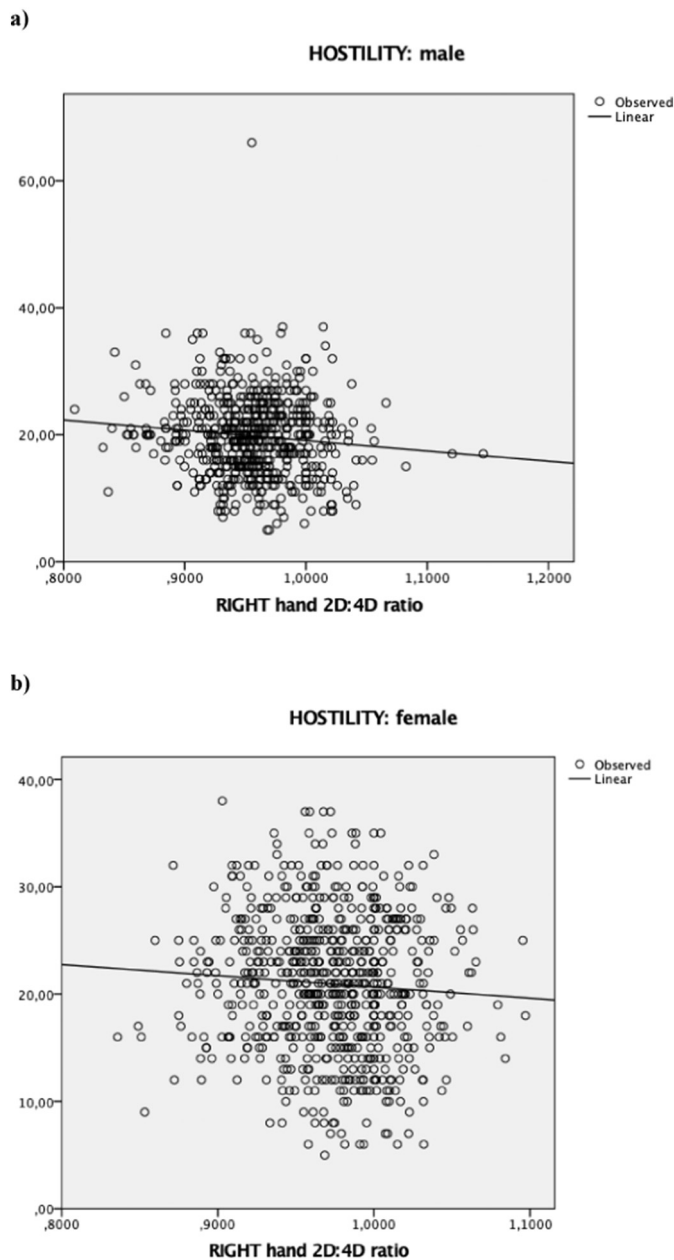 a)
HOSTILITY: male
Observed
Linear
60,00
40,00
20,00
,00
,8000 ,9000 1,0000 1,1000 1,2000
RIGHT hand 2D:4D ratio
b)
HOSTILITY: female
Observed
Linear
40,00
30,00
20,00
10,00
,00
,8000 ,9000 1,0000 1,1000
RIGHT hand 2D:4D ratio